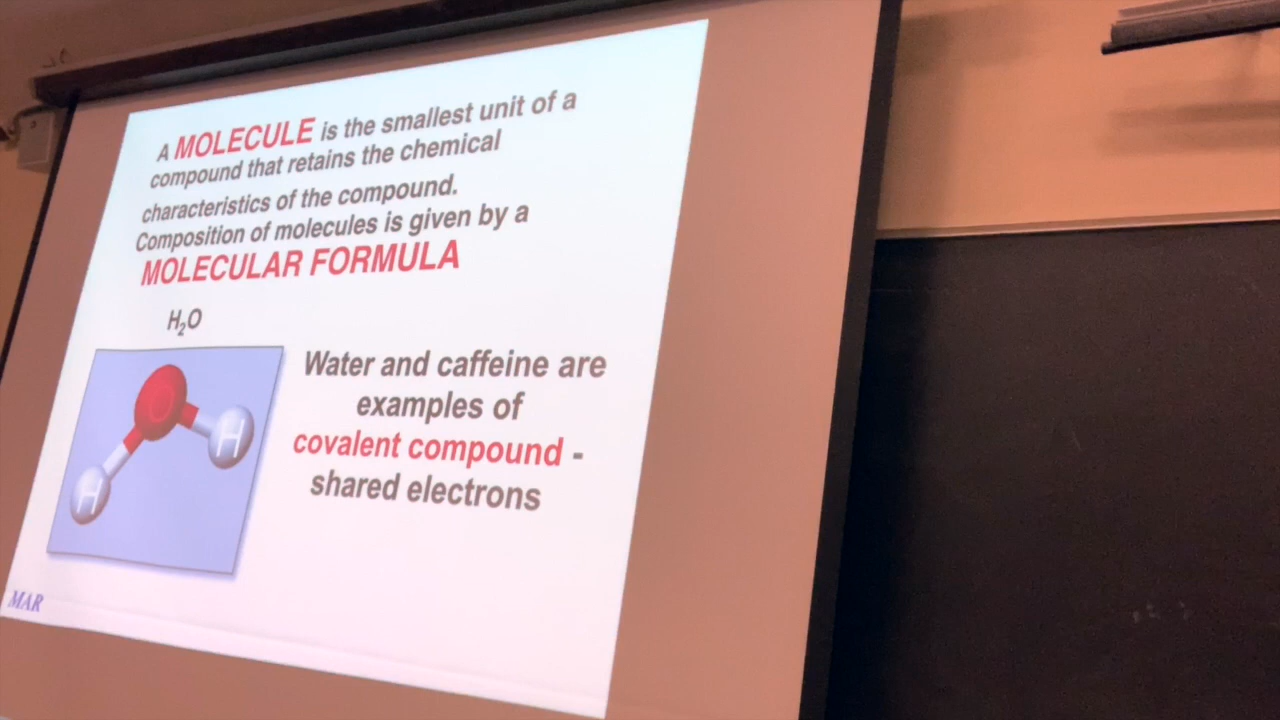 A MOLECULE is the smallest unit of a
compound that retains the chemical
characteristics of the compound.
Composition of molecules is given by a
MOLECULAR FORMULA
H₂O
Water and caffeine are
examples of
covalent compound -
shared electrons
H
H
MAR